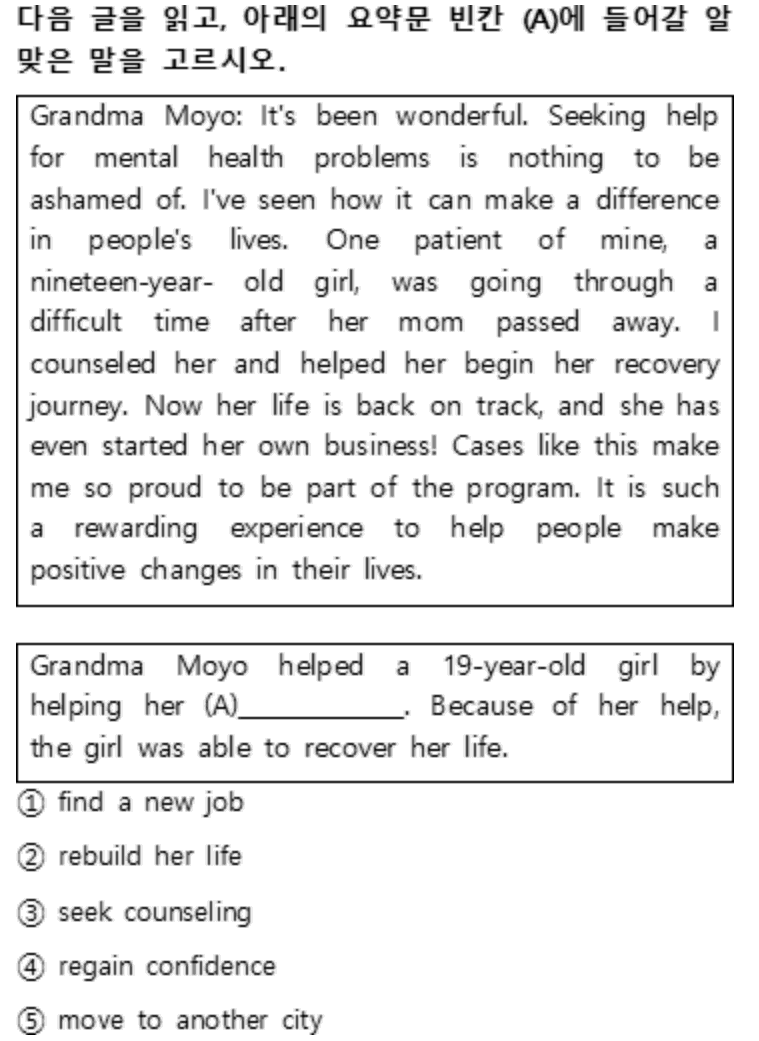 다음 글을 읽고, 아래의 요약문 빈칸 (A)에 들어갈 알
맞은 말을 고르시오.
Grandma Moyo: It's been wonderful. Seeking help
for mental health problems is nothing to be
ashamed of. I've seen how it can make a difference
in people's lives. One patient of mine, a
nineteen-year- old girl, was going through a
difficult time after her mom passed away. I
counseled her and helped her begin her recovery
journey. Now her life is back on track, and she has
even started her own business! Cases like this make
me so proud to be part of the program. It is such
a rewarding experience to help people make
positive changes in their lives.
Grandma Moyo helped a 19-year-old girl by
helping her (A)____________. Because of her help,
the girl was able to recover her life.
① find a new job
② rebuild her life
③ seek counseling
④ regain confidence
⑤ move to another city